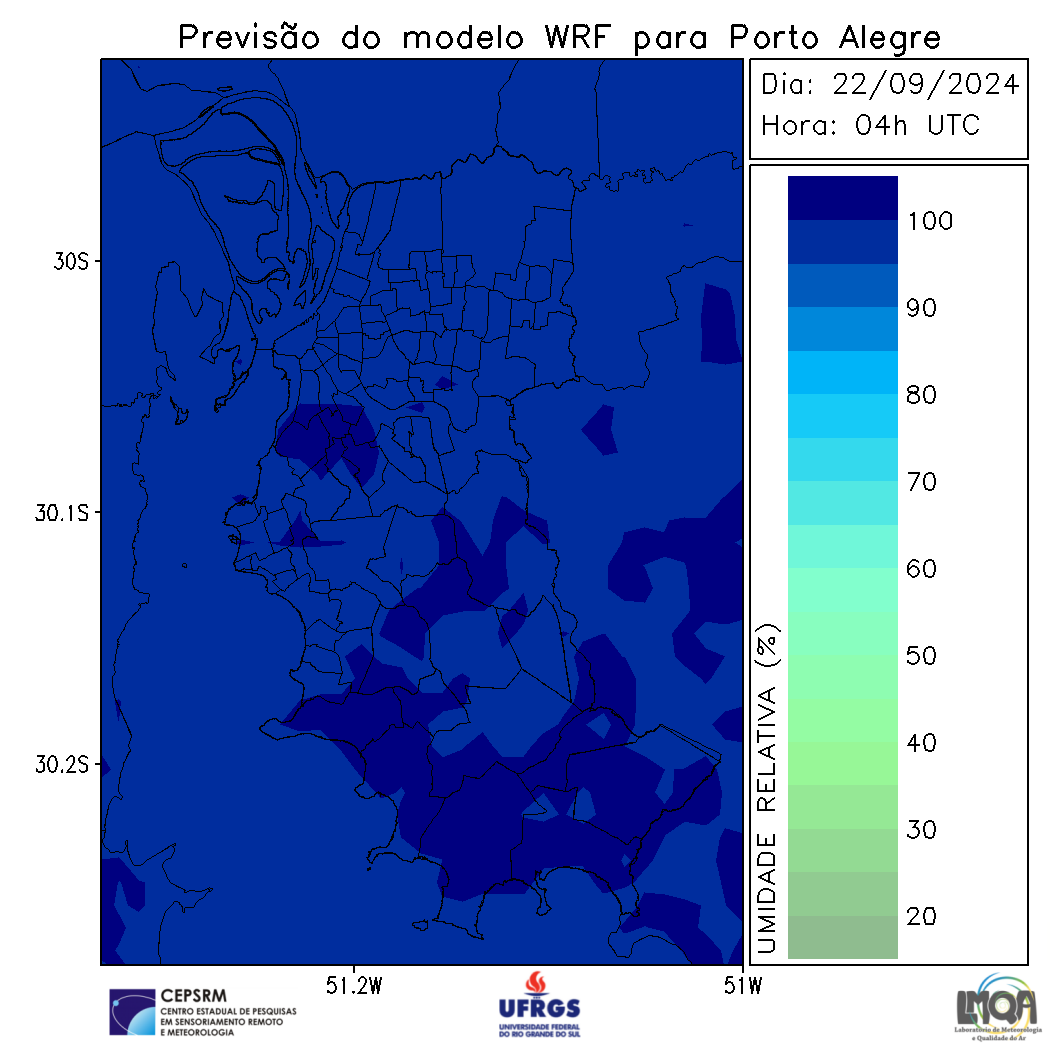 Previsão do modelo WRF para Porto Alegre
Dia: 22/09/2024
Hora: 04h UTC
30S
30.1S
30.2S
51.2W
51W
UMIDADE RELATIVA (%)
100
90
80
70
60
50
40
30
20
CEPSRM
CENTRO ESTADUAL DE PESQUISAS
EM SENSORIAMENTO REMOTO
E METEOROLOGIA
UFRGS
UNIVERSIDADE FEDERAL
DO RIO GRANDE DO SUL
LMQA
Laboratório de Meteorologia
e Qualidade do Ar